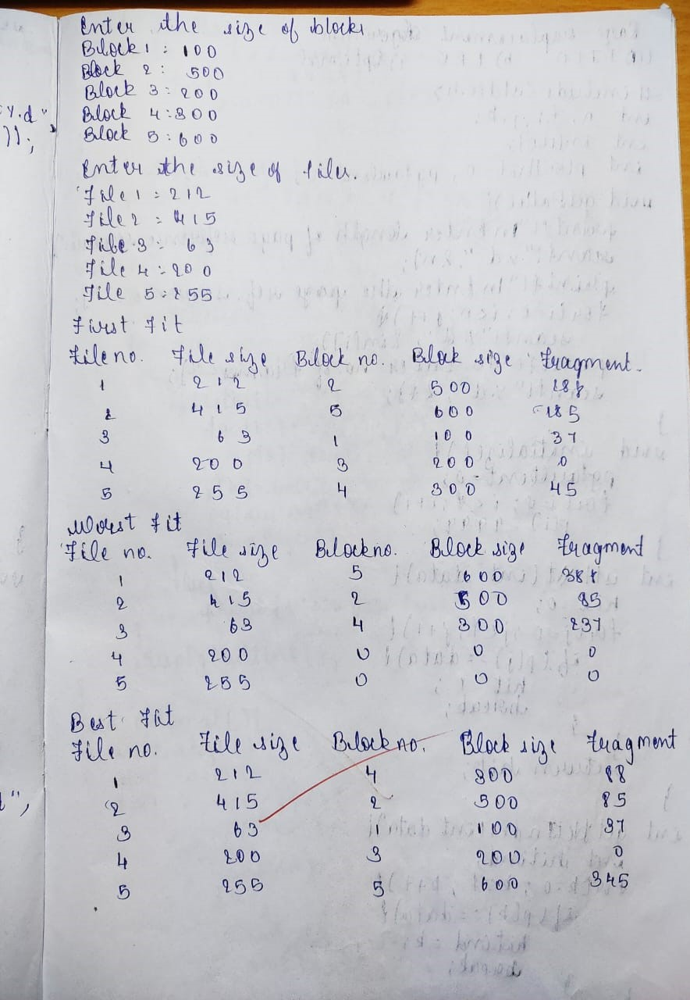 Enter the size of blocks
Block 1 : 100
Block 2 : 500
Block 3 : 200
Block 4 : 300
Block 5 : 600
y.d"
));
Enter the size of files.
File 1 = 212
File 2 = 415
File 3 = 63
File 4 = 200
File 5 = 255
First Fit
File no. File size Block no. Block size Fragment.
1 212 2 500 288
2 415 5 600 185
3 63 1 100 37
4 200 3 200 0
5 255 4 300 45
Worst Fit
File no. File size Block no. Block size Fragment
1 212 5 600 388
2 415 2 500 85
3 63 4 300 237
4 200 0 0 0
5 255 0 0 0
Best Fit
File no. File size Block no. Block size Fragment
1 212 4 300 88
2 415 2 500 85
3 63 1 100 37
4 200 3 200 0
5 255 5 600 345
",